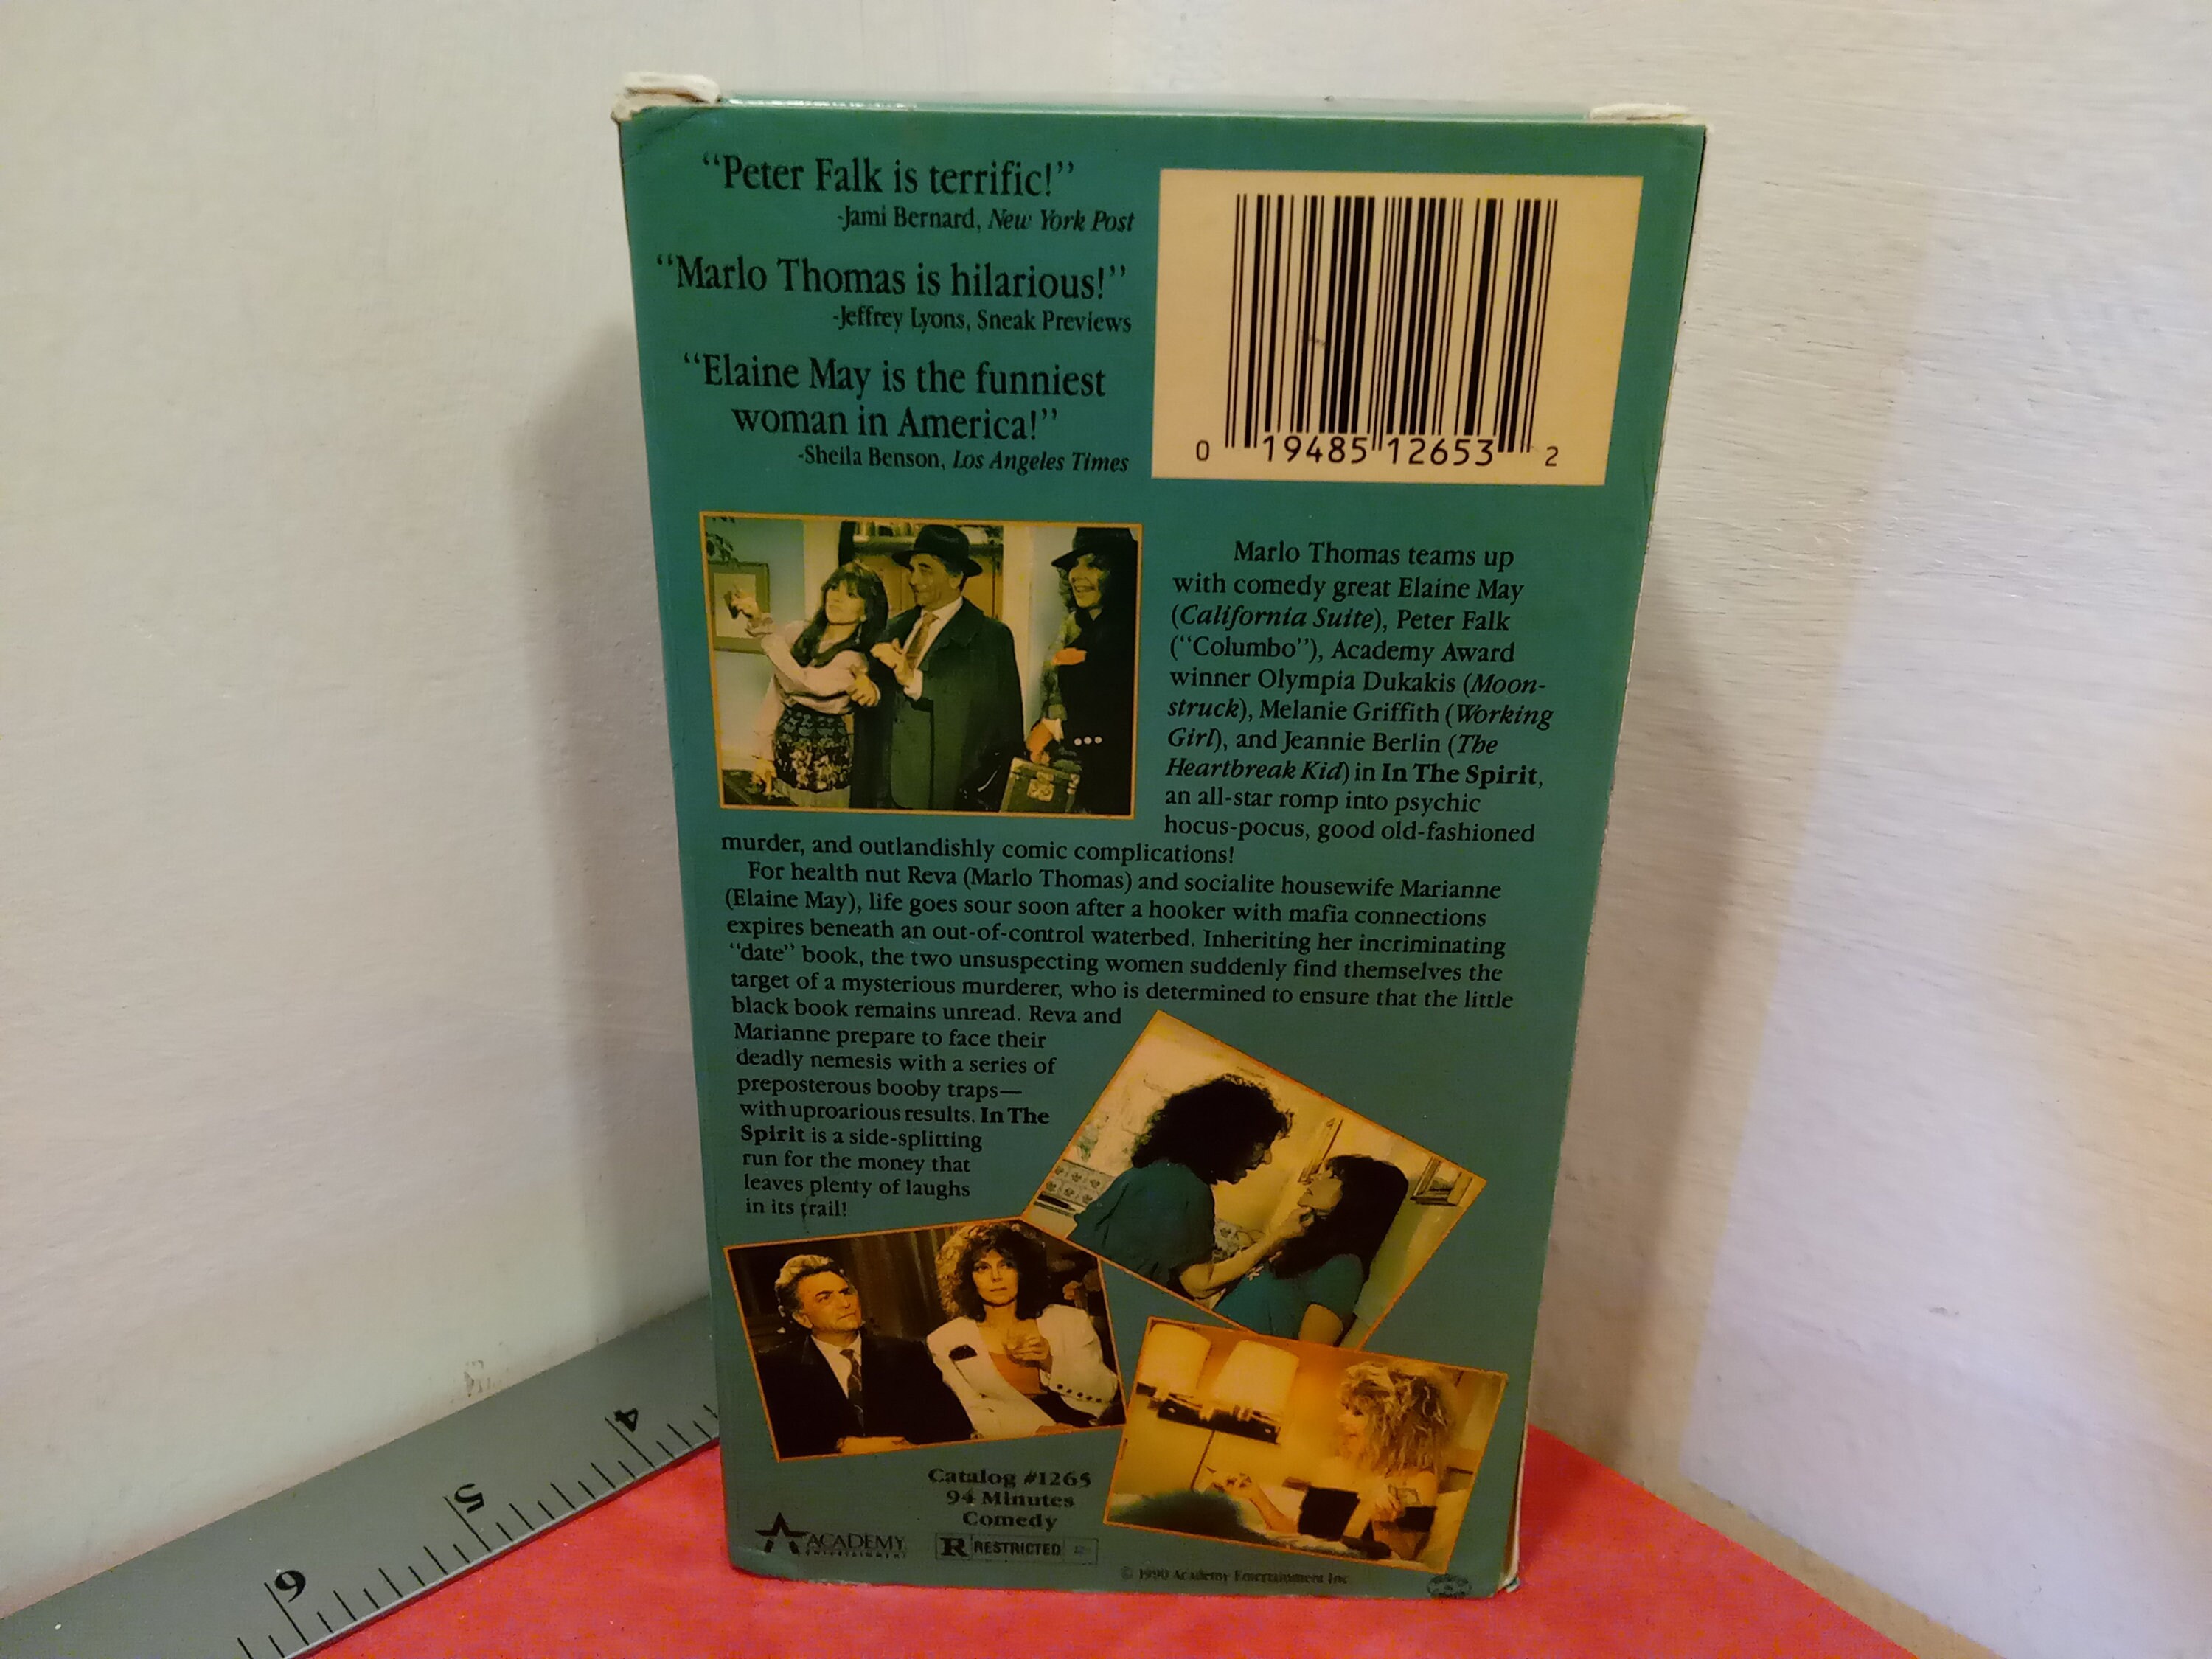 “Peter Falk is terrific!”
-Jami Bernard, New York Post
“Marlo Thomas is hilarious!”
-Jeffrey Lyons, Sneak Previews
“Elaine May is the funniest
woman in America!”
-Sheila Benson, Los Angeles Times
0 19485 12653 2
Marlo Thomas teams up
with comedy great Elaine May
(California Suite), Peter Falk
(“Columbo”), Academy Award
winner Olympia Dukakis (Moon-
struck), Melanie Griffith (Working
Girl), and Jeannie Berlin (The
Heartbreak Kid) in In The Spirit,
an all-star romp into psychic
hocus-pocus, good old-fashioned
murder, and outlandishly comic complications!
For health nut Reva (Marlo Thomas) and socialite housewife Marianne
(Elaine May), life goes sour soon after a hooker with mafia connections
expires beneath an out-of-control waterbed. Inheriting her incriminating
“date” book, the two unsuspecting women suddenly find themselves the
target of a mysterious murderer, who is determined to ensure that the little
black book remains unread. Reva and
Marianne prepare to face their
deadly nemesis with a series of
preposterous booby traps—
with uproarious results. In The
Spirit is a side-splitting
run for the money that
leaves plenty of laughs
in its trail!
Catalog #1265
94 Minutes
Comedy
ACADEMY
ENTERTAINMENT
R RESTRICTED
© 1990 Academy Entertainment Inc
4
5
6